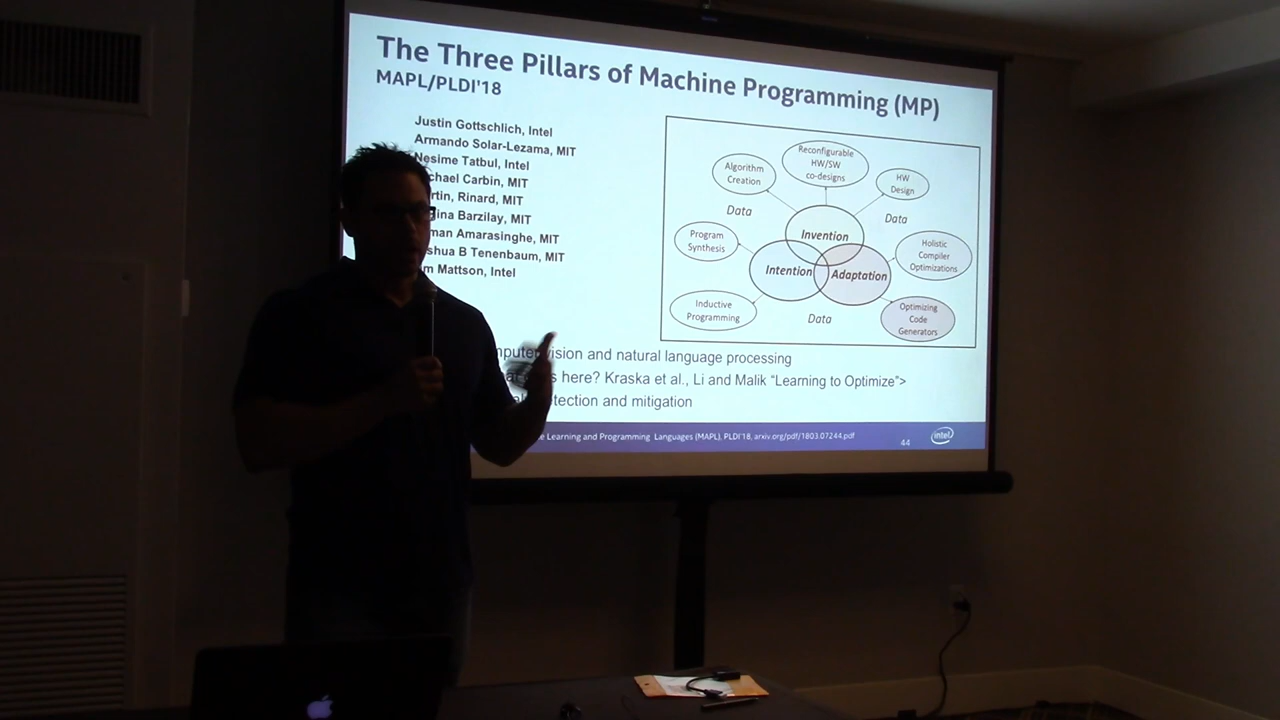 The Three Pillars of Machine Programming (MP)
MAPL/PLDI'18
Justin Gottschlich, Intel
Armando Solar-Lezama, MIT
Nesime Tatbul, Intel
Carbin, MIT
Rinard, MIT
Barzilay, MIT
Amarasinghe, MIT
B Tenenbaum, MIT
Mattson, Intel
Reconfigurable
HW/SW
co-designs
Algorithm
Creation
HW
Design
Data
Data
Invention
Program
Synthesis
Holistic
Compiler
Optimizations
Intention
Adaptation
Inductive
Programming
Data
Optimizing
Code
Generators
vision and natural language processing
here? Kraska et al., Li and Malik "Learning to Optimize">
and mitigation
Learning and Programming Languages (MAPL), PLDI'18, arxiv.org/pdf/1803.07244.pdf
44
intel